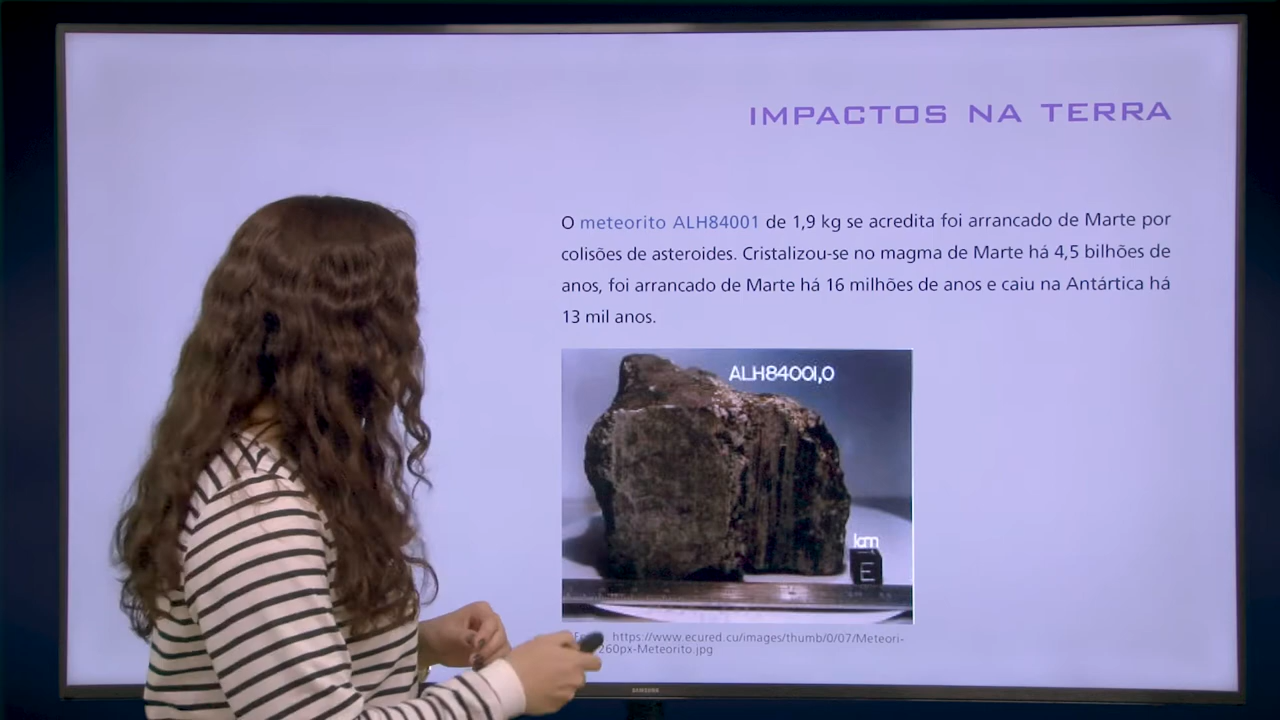 IMPACTOS NA TERRA
O meteorito ALH84001 de 1,9 kg se acredita foi arrancado de Marte por
colisões de asteroides. Cristalizou-se no magma de Marte há 4,5 bilhões de
anos, foi arrancado de Marte há 16 milhões de anos e caiu na Antártica há
13 mil anos.
ALH84001,0
1cm
E
https://www.ecured.cu/images/thumb/0/07/Meteori-
260px-Meteorito.jpg
SAMSUNG